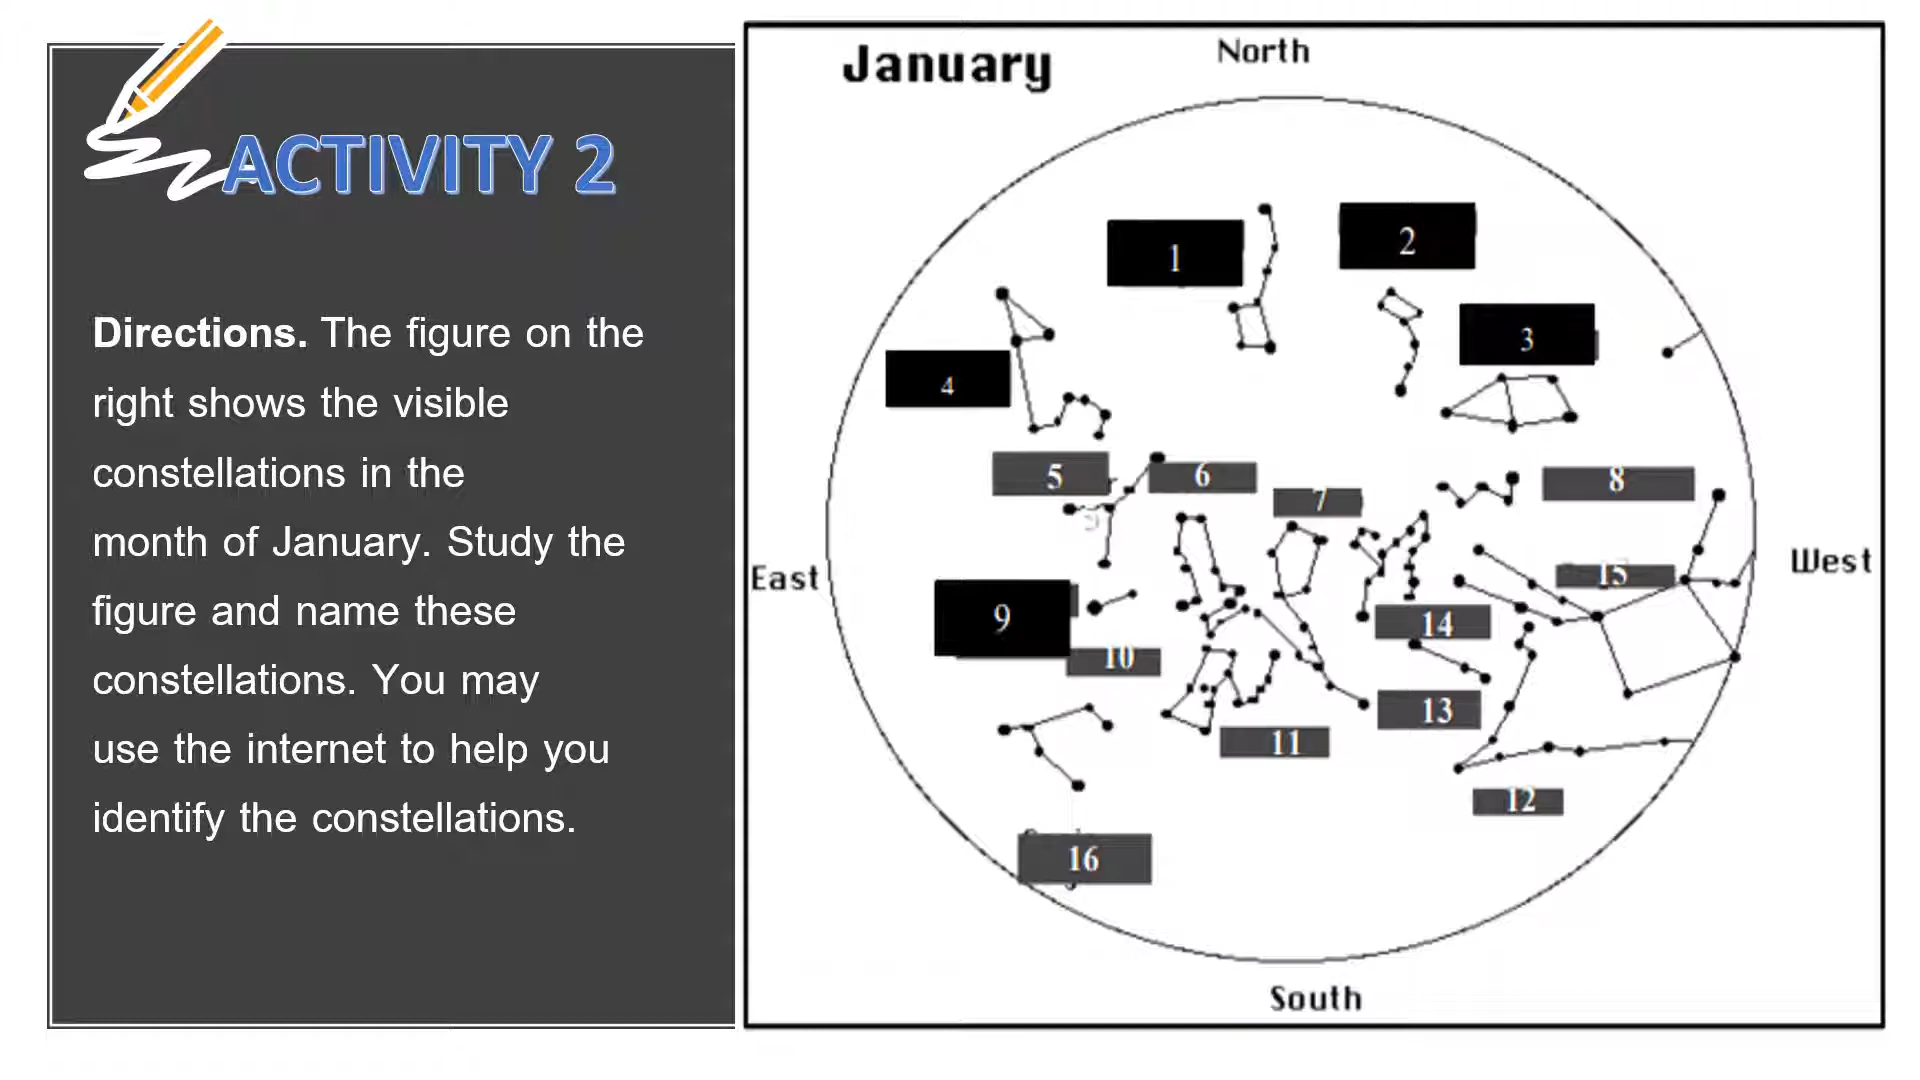 ACTIVITY 2
Directions. The figure on the
right shows the visible
constellations in the
month of January. Study the
figure and name these
constellations. You may
use the internet to help you
identify the constellations.
January
North
1
2
3
4
5
6
7
8
East
West
15
9
14
10
13
11
12
16
South